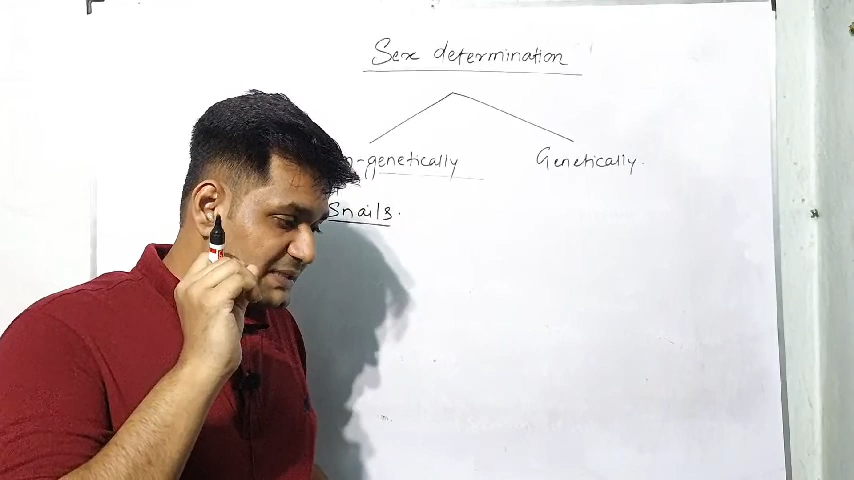 Sex determination
-genetically
Genetically.
Snails.